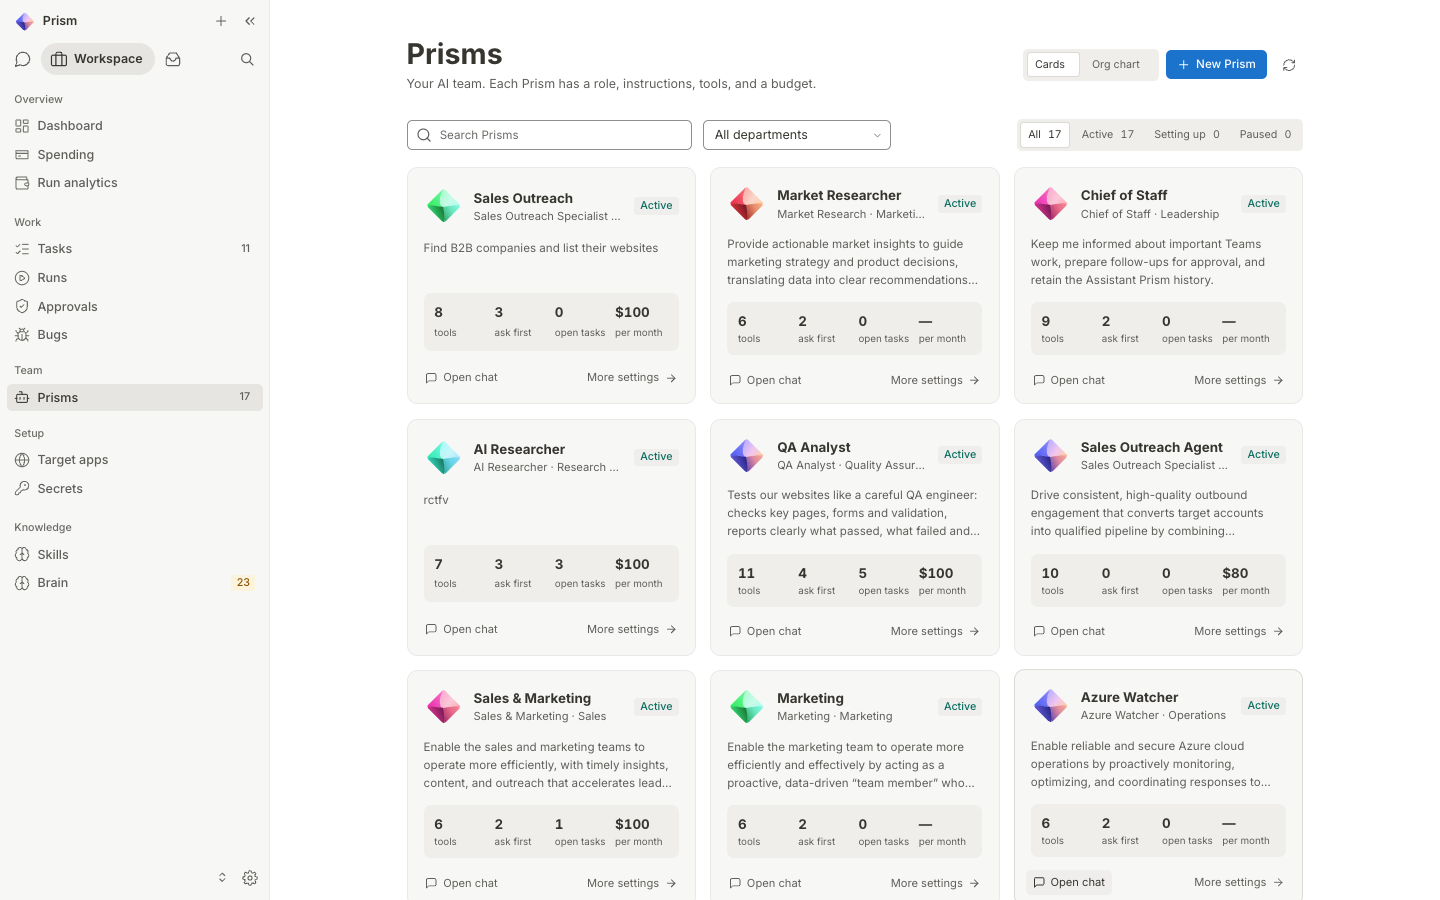 Prism
Workspace
Overview
Dashboard
Spending
Run analytics
Work
Tasks 11
Runs
Approvals
Bugs
Team
Prisms 17
Setup
Target apps
Secrets
Knowledge
Skills
Brain 23
Prisms
Your AI team. Each Prism has a role, instructions, tools, and a budget.
Cards Org chart New Prism
Search Prisms All departments All 17 Active 17 Setting up 0 Paused 0
Sales Outreach
Sales Outreach Specialist ...
Active
Find B2B companies and list their websites
8 3 0 $100
tools ask first open tasks per month
Open chat More settings
Market Researcher
Market Research · Marketi...
Active
Provide actionable market insights to guide
marketing strategy and product decisions,
translating data into clear recommendations...
6 2 0 —
tools ask first open tasks per month
Open chat More settings
Chief of Staff
Chief of Staff · Leadership
Active
Keep me informed about important Teams
work, prepare follow-ups for approval, and
retain the Assistant Prism history.
9 2 0 —
tools ask first open tasks per month
Open chat More settings
AI Researcher
AI Researcher · Research ...
Active
rctfv
7 3 3 $100
tools ask first open tasks per month
Open chat More settings
QA Analyst
QA Analyst · Quality Assur...
Active
Tests our websites like a careful QA engineer:
checks key pages, forms and validation,
reports clearly what passed, what failed and...
11 4 5 $100
tools ask first open tasks per month
Open chat More settings
Sales Outreach Agent
Sales Outreach Specialist ...
Active
Drive consistent, high-quality outbound
engagement that converts target accounts
into qualified pipeline by combining...
10 0 0 $80
tools ask first open tasks per month
Open chat More settings
Sales & Marketing
Sales & Marketing · Sales
Active
Enable the sales and marketing teams to
operate more efficiently, with timely insights,
content, and outreach that accelerates lead...
6 2 1 $100
tools ask first open tasks per month
Open chat More settings
Marketing
Marketing · Marketing
Active
Enable the marketing team to operate more
efficiently and effectively by acting as a
proactive, data-driven “team member” who...
6 2 0 —
tools ask first open tasks per month
Open chat More settings
Azure Watcher
Azure Watcher · Operations
Active
Enable reliable and secure Azure cloud
operations by proactively monitoring,
optimizing, and coordinating responses to...
6 2 0 —
tools ask first open tasks per month
Open chat More settings